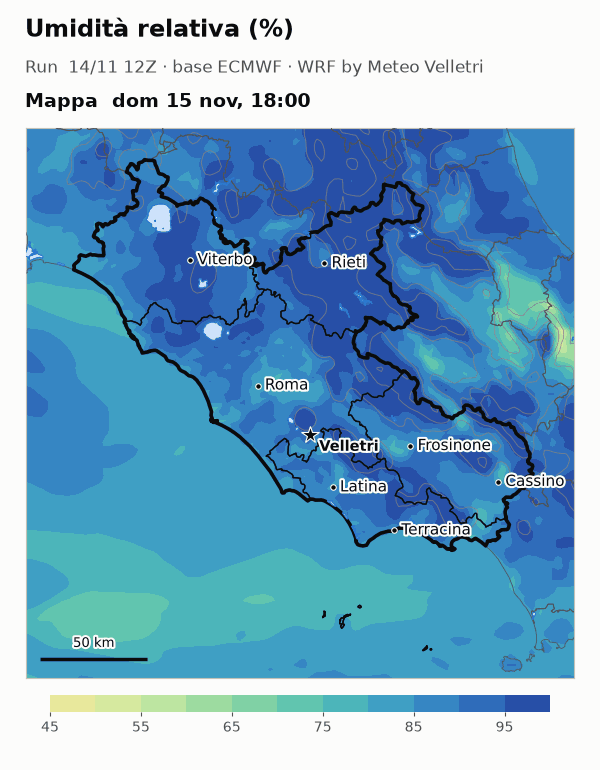 Umidità relativa (%)
Run 14/11 12Z · base ECMWF · WRF by Meteo Velletri
Mappa dom 15 nov, 18:00
Viterbo
Rieti
Roma
Velletri
Frosinone
Latina
Cassino
Terracina
50 km
45 55 65 75 85 95